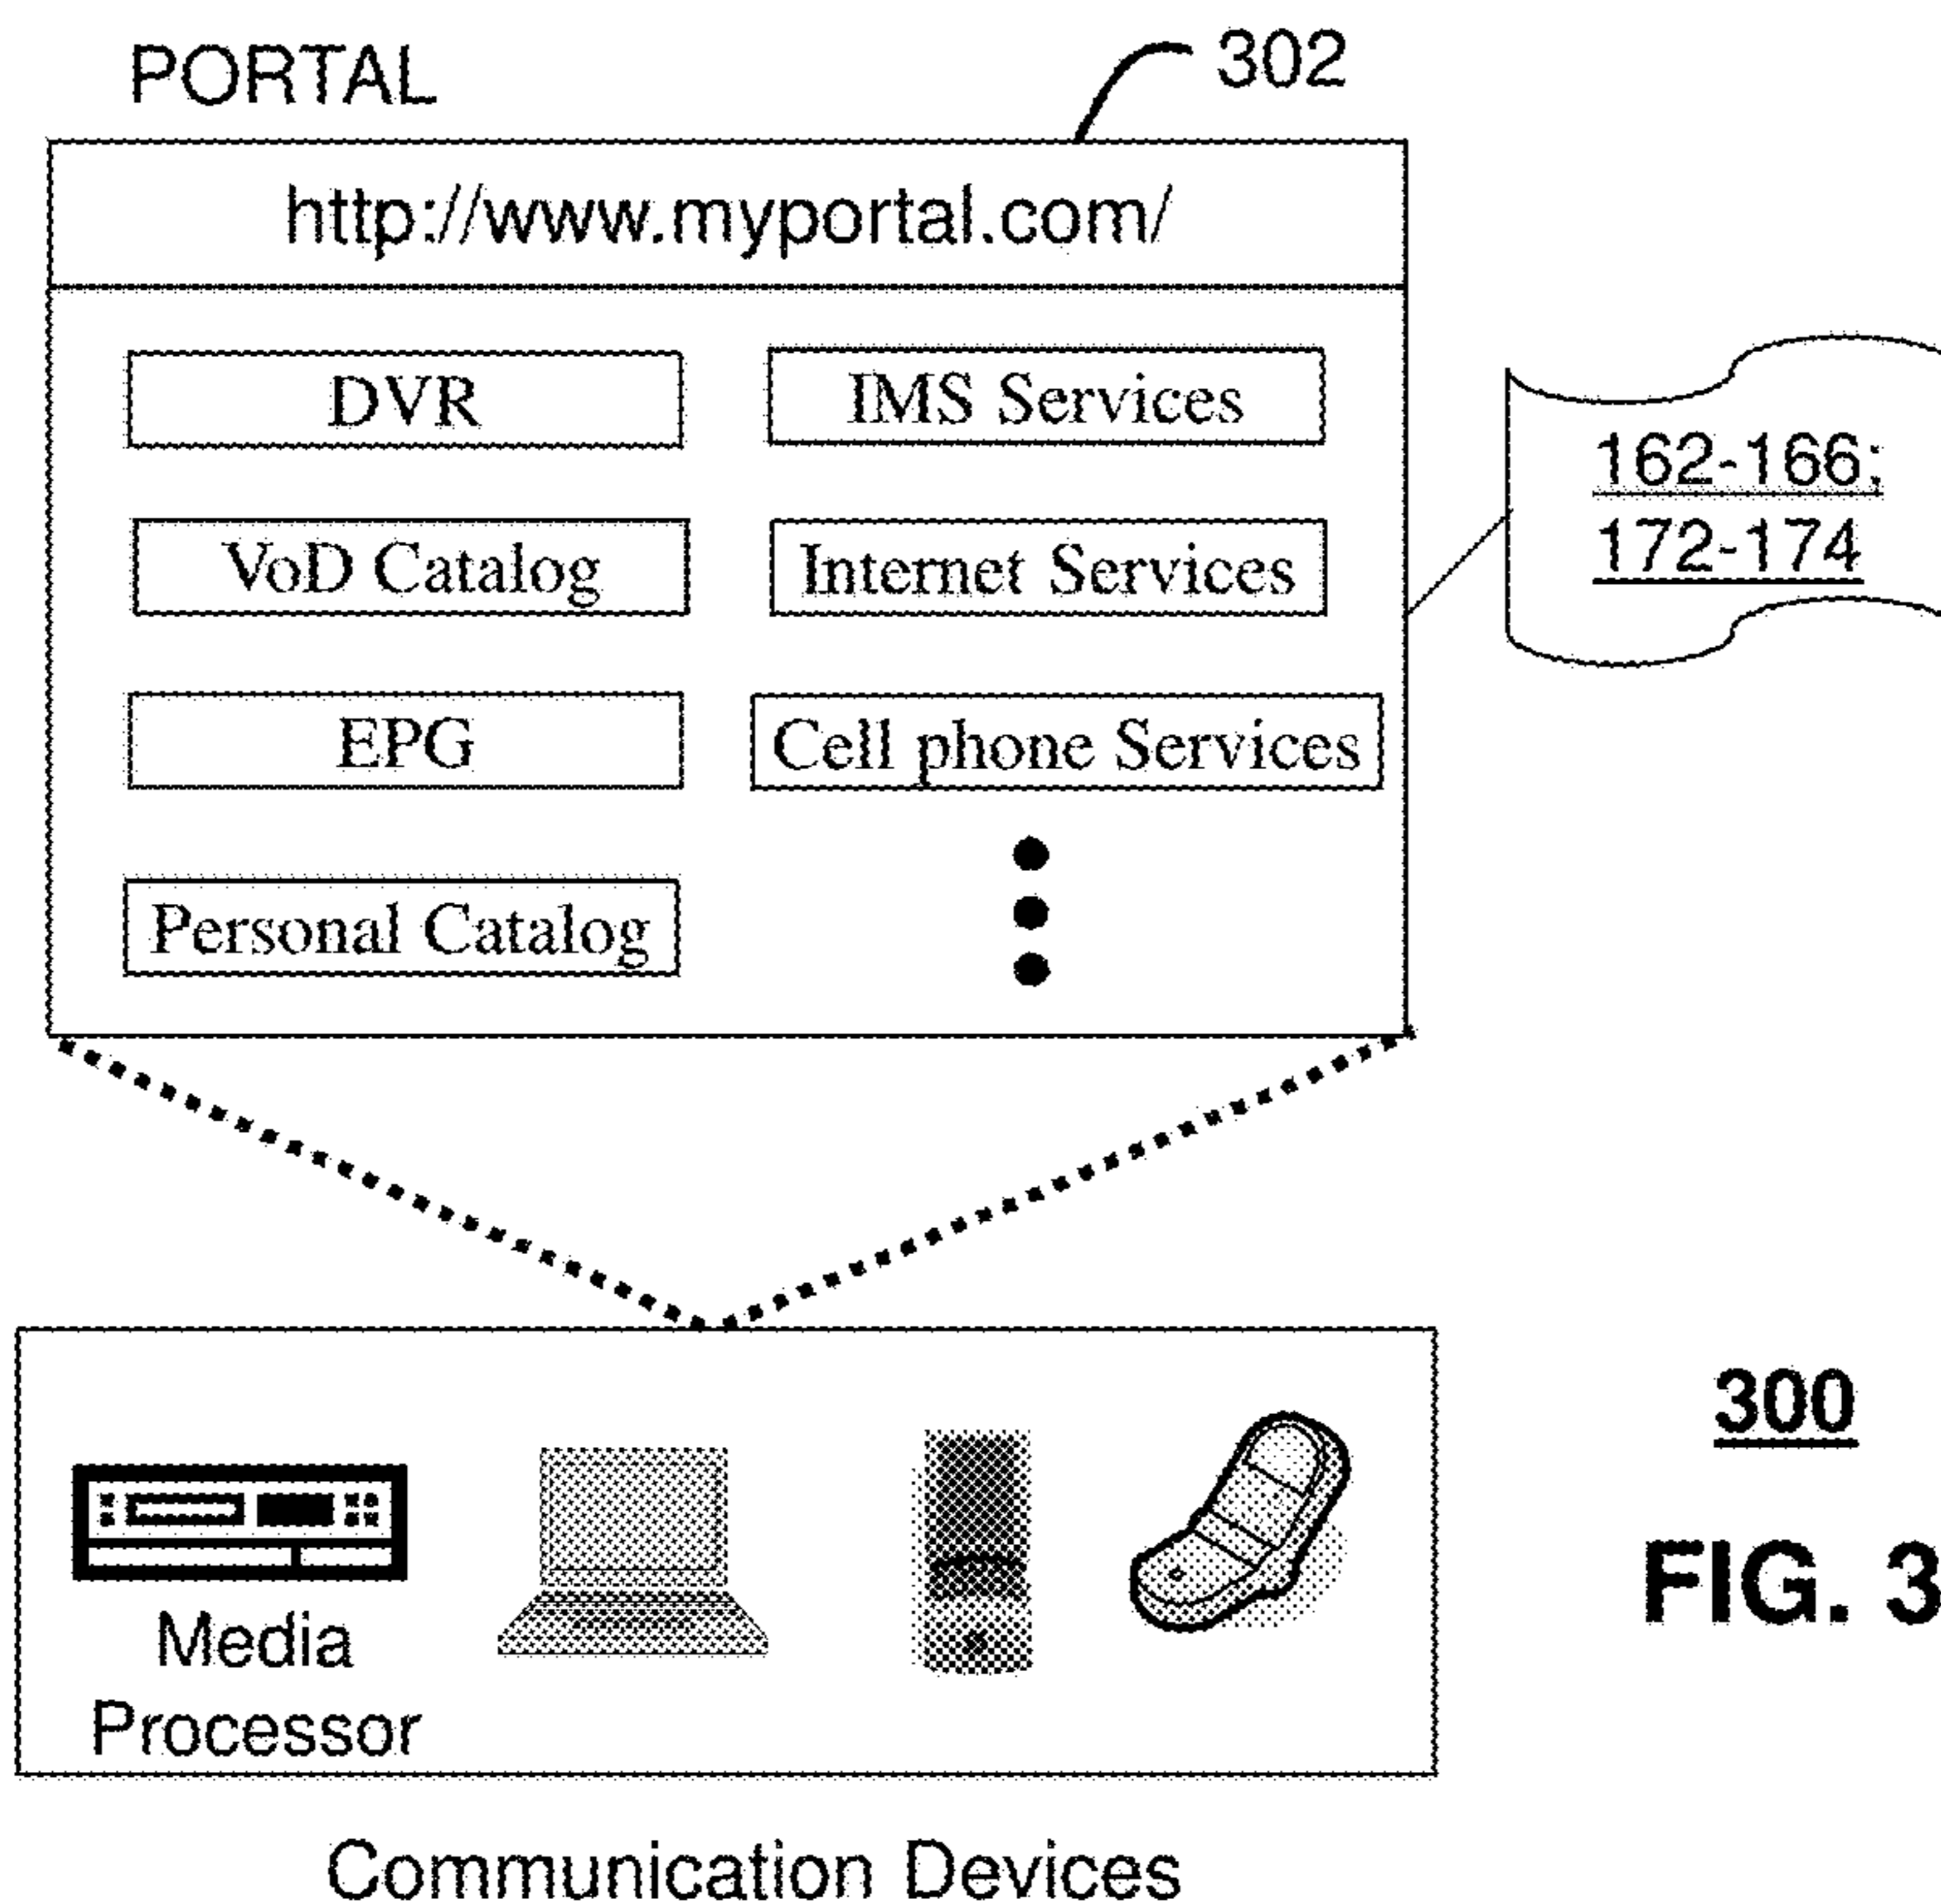 PORTAL
302
http://www.myportal.com/
DVR
IMS Services
VoD Catalog
Internet Services
EPG
Cell phone Services
Personal Catalog
162-166;
172-174
Media
Processor
Communication Devices
300
FIG. 3